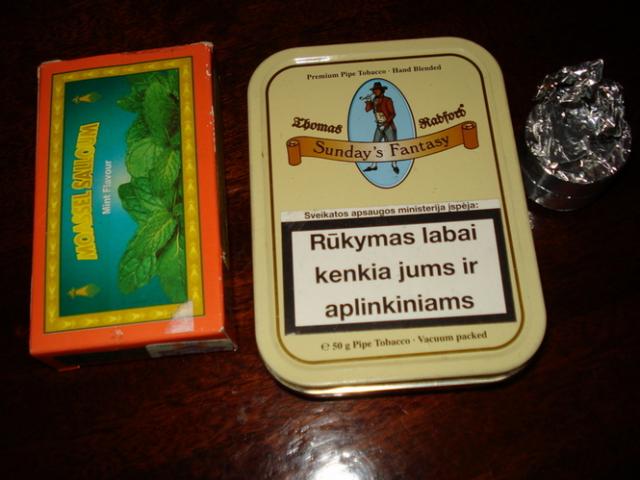 MOASSEL SALLOUM
Mint Flavour
Premium Pipe Tobacco · Hand Blended
Thomas Radford
Sunday's Fantasy
Sveikatos apsaugos ministerija įspėja:
Rūkymas labai
kenkia jums ir
aplinkiniams
℮ 50 g Pipe Tobacco · Vacuum packed